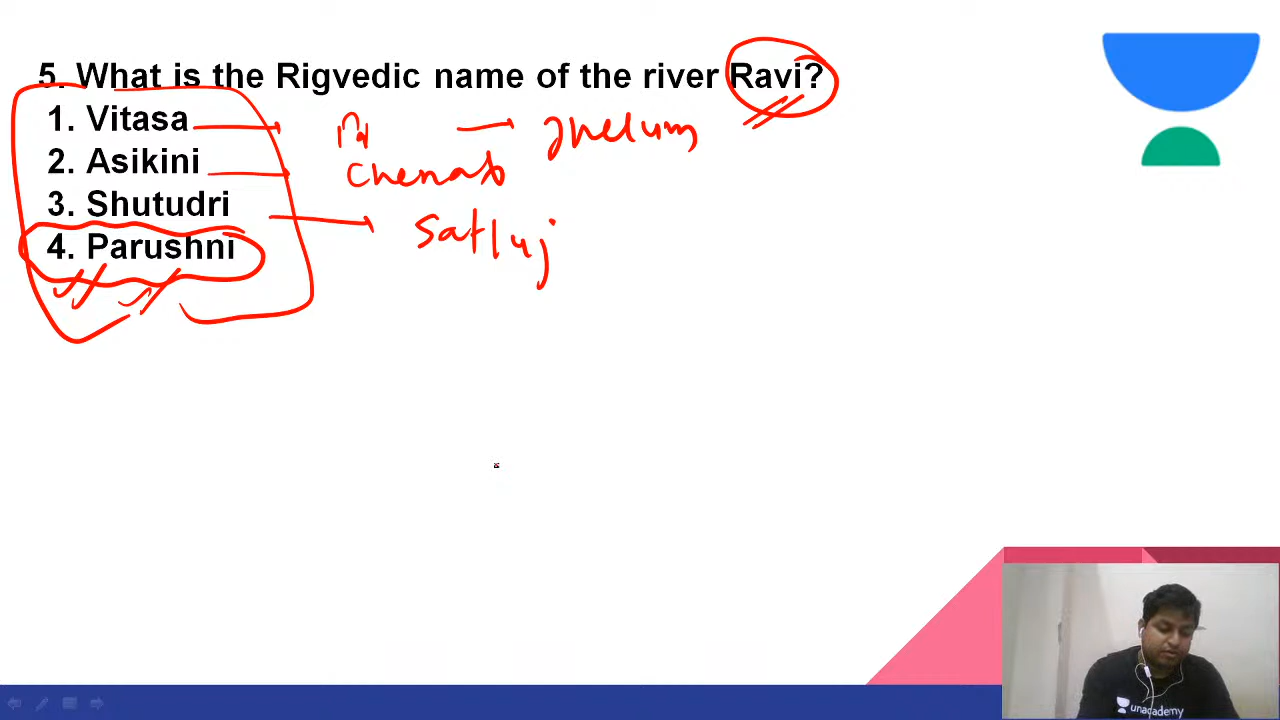 5. What is the Rigvedic name of the river Ravi?
1. Vitasa
Jhelum
2. Asikini
Chenab
3. Shutudri
Satluj
4. Parushni
unacademy